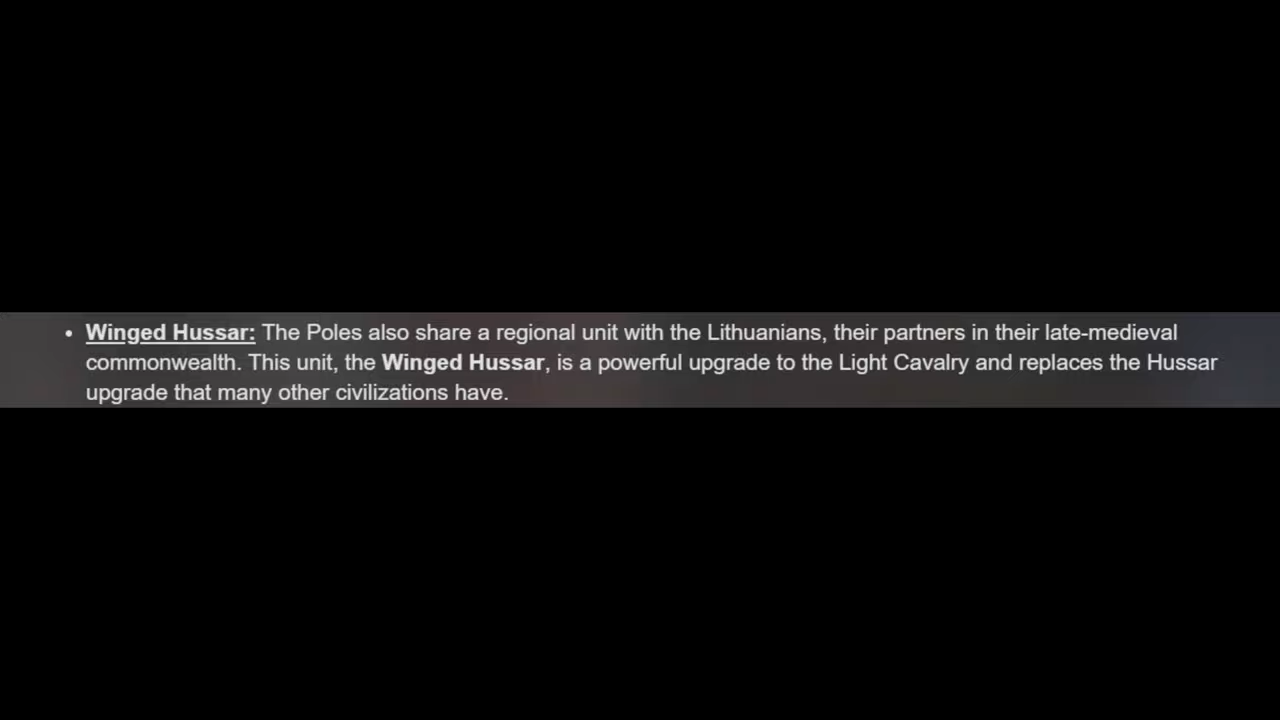 • Winged Hussar: The Poles also share a regional unit with the Lithuanians, their partners in their late-medieval
commonwealth. This unit, the Winged Hussar, is a powerful upgrade to the Light Cavalry and replaces the Hussar
upgrade that many other civilizations have.